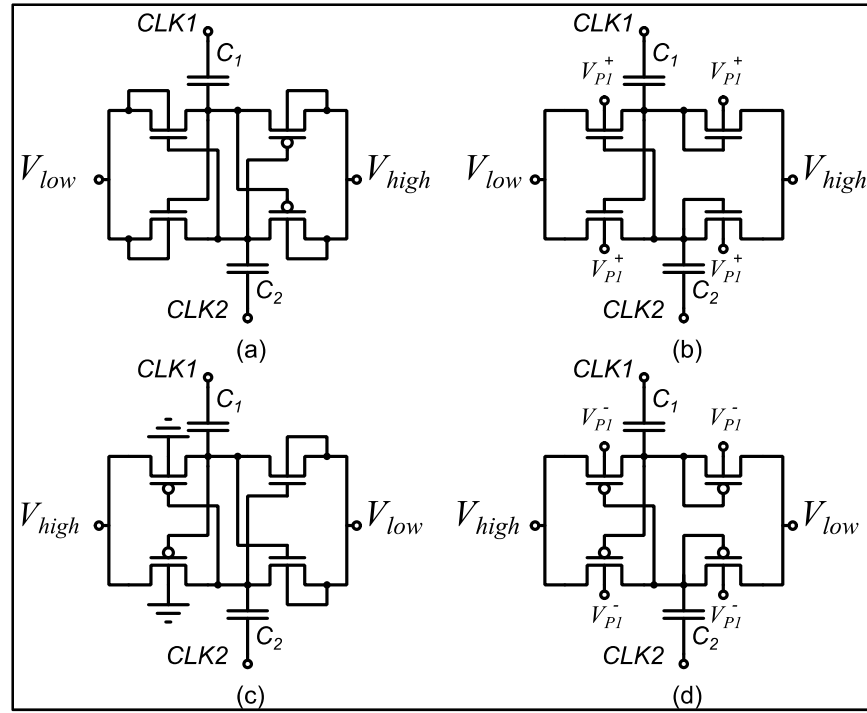 CLK1
C1
Vlow
Vhigh
C2
CLK2
(a)
CLK1
C1
VP1+
VP1+
Vlow
Vhigh
VP1+
VP1+
C2
CLK2
(b)
CLK1
C1
Vhigh
Vlow
C2
CLK2
(c)
CLK1
C1
VP1-
VP1-
Vhigh
Vlow
VP1-
VP1-
C2
CLK2
(d)